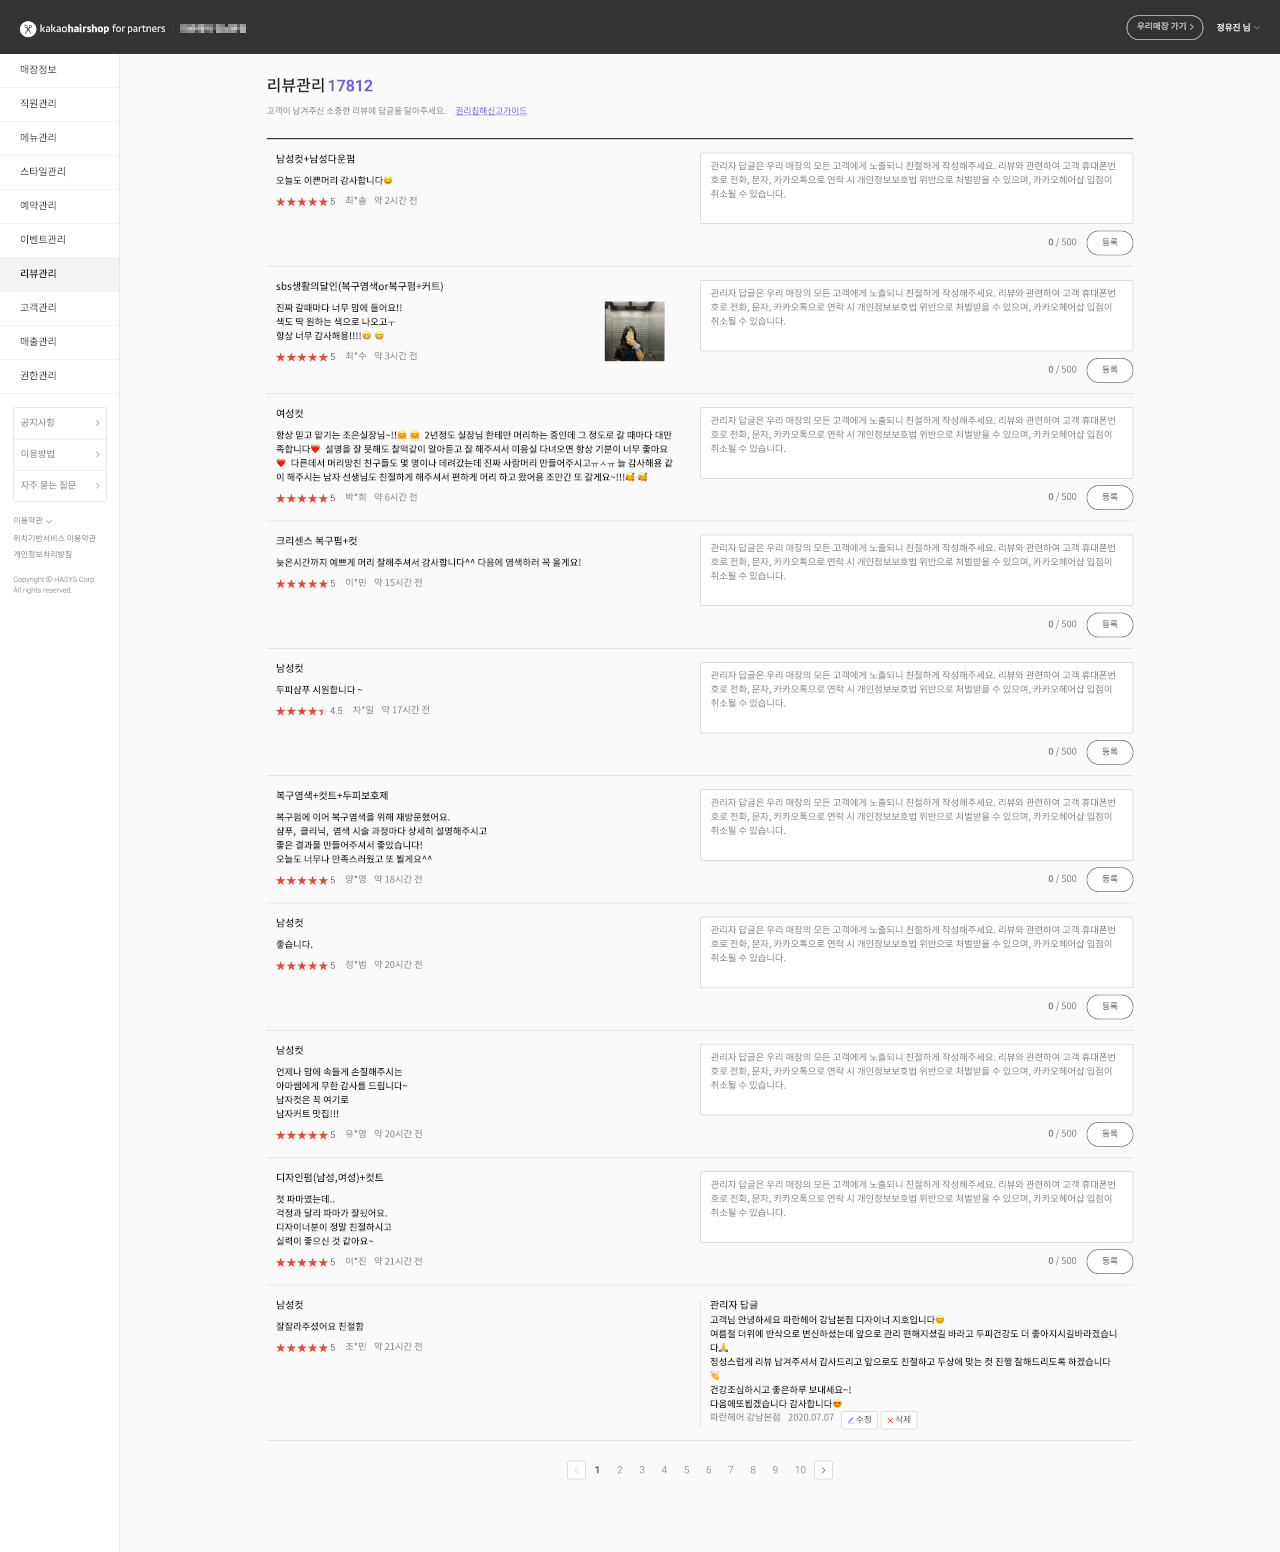 kakaohairshop for partners
우리매장 가기 >
정유진 님
매장정보
직원관리
메뉴관리
스타일관리
예약관리
이벤트관리
리뷰관리
고객관리
매출관리
권한관리
공지사항
이용방법
자주 묻는 질문
이용약관
위치기반서비스 이용약관
개인정보처리방침
Copyright © HASYS Corp.
All rights reserved.
리뷰관리 17812
고객이 남겨주신 소중한 리뷰에 답글을 달아주세요. 권리침해신고가이드
남성컷+남성다운펌
오늘도 이쁜머리 감사합니다😊
★★★★★ 5 최*솔 약 2시간 전
관리자 답글은 우리 매장의 모든 고객에게 노출되니 친절하게 작성해주세요. 리뷰와 관련하여 고객 휴대폰번
호로 전화, 문자, 카카오톡으로 연락 시 개인정보보호법 위반으로 처벌받을 수 있으며, 카카오헤어샵 입점이
취소될 수 있습니다.
0 / 500 등록
sbs생활의달인(복구염색or복구펌+커트)
진짜 갈때마다 너무 맘에 들어요!!
색도 딱 원하는 색으로 나오고ㅜ
항상 너무 감사해용!!!!😄 😄
★★★★★ 5 최*수 약 3시간 전
관리자 답글은 우리 매장의 모든 고객에게 노출되니 친절하게 작성해주세요. 리뷰와 관련하여 고객 휴대폰번
호로 전화, 문자, 카카오톡으로 연락 시 개인정보보호법 위반으로 처벌받을 수 있으며, 카카오헤어샵 입점이
취소될 수 있습니다.
0 / 500 등록
여성컷
항상 믿고 맡기는 조은실장님~!!🤗 🤗 2년정도 실장님 한테만 머리하는 중인데 그 정도로 갈 때마다 대만
족합니다❤️ 설명을 잘 못해도 찰떡같이 알아듣고 잘 해주셔서 미용실 다녀오면 항상 기분이 너무 좋아요
❤️ 다른데서 머리망친 친구들도 몇 명이나 데려갔는데 진짜 사람머리 만들어주시고ㅠㅅㅠ 늘 감사해용 같
이 해주시는 남자 선생님도 친절하게 해주셔서 편하게 머리 하고 왔어용 조만간 또 갈게요~!!!🥰 🥰
★★★★★ 5 박*희 약 6시간 전
관리자 답글은 우리 매장의 모든 고객에게 노출되니 친절하게 작성해주세요. 리뷰와 관련하여 고객 휴대폰번
호로 전화, 문자, 카카오톡으로 연락 시 개인정보보호법 위반으로 처벌받을 수 있으며, 카카오헤어샵 입점이
취소될 수 있습니다.
0 / 500 등록
크리센스 복구펌+컷
늦은시간까지 예쁘게 머리 잘해주셔서 감사합니다^^ 다음에 염색하러 꼭 올게요!
★★★★★ 5 이*민 약 15시간 전
관리자 답글은 우리 매장의 모든 고객에게 노출되니 친절하게 작성해주세요. 리뷰와 관련하여 고객 휴대폰번
호로 전화, 문자, 카카오톡으로 연락 시 개인정보보호법 위반으로 처벌받을 수 있으며, 카카오헤어샵 입점이
취소될 수 있습니다.
0 / 500 등록
남성컷
두피샴푸 시원합니다 ~
4.5 차*일 약 17시간 전
관리자 답글은 우리 매장의 모든 고객에게 노출되니 친절하게 작성해주세요. 리뷰와 관련하여 고객 휴대폰번
호로 전화, 문자, 카카오톡으로 연락 시 개인정보보호법 위반으로 처벌받을 수 있으며, 카카오헤어샵 입점이
취소될 수 있습니다.
0 / 500 등록
복구염색+컷트+두피보호제
복구펌에 이어 복구염색을 위해 재방문했어요.
샴푸, 클리닉, 염색 시술 과정마다 상세히 설명해주시고
좋은 결과물 만들어주셔서 좋았습니다!
오늘도 너무나 만족스러웠고 또 뵐게요^^
★★★★★ 5 양*영 약 18시간 전
관리자 답글은 우리 매장의 모든 고객에게 노출되니 친절하게 작성해주세요. 리뷰와 관련하여 고객 휴대폰번
호로 전화, 문자, 카카오톡으로 연락 시 개인정보보호법 위반으로 처벌받을 수 있으며, 카카오헤어샵 입점이
취소될 수 있습니다.
0 / 500 등록
남성컷
좋습니다.
★★★★★ 5 정*범 약 20시간 전
관리자 답글은 우리 매장의 모든 고객에게 노출되니 친절하게 작성해주세요. 리뷰와 관련하여 고객 휴대폰번
호로 전화, 문자, 카카오톡으로 연락 시 개인정보보호법 위반으로 처벌받을 수 있으며, 카카오헤어샵 입점이
취소될 수 있습니다.
0 / 500 등록
남성컷
언제나 맘에 속들게 손질해주시는
아마쌤에게 무한 감사를 드립니다~
남자컷은 꼭 여기로
남자커트 맛집!!!
★★★★★ 5 유*영 약 20시간 전
관리자 답글은 우리 매장의 모든 고객에게 노출되니 친절하게 작성해주세요. 리뷰와 관련하여 고객 휴대폰번
호로 전화, 문자, 카카오톡으로 연락 시 개인정보보호법 위반으로 처벌받을 수 있으며, 카카오헤어샵 입점이
취소될 수 있습니다.
0 / 500 등록
디자인펌(남성,여성)+컷트
첫 파마였는데..
걱정과 달리 파마가 잘됐어요.
디자이너분이 정말 친절하시고
실력이 좋으신 것 같아요~
★★★★★ 5 이*진 약 21시간 전
관리자 답글은 우리 매장의 모든 고객에게 노출되니 친절하게 작성해주세요. 리뷰와 관련하여 고객 휴대폰번
호로 전화, 문자, 카카오톡으로 연락 시 개인정보보호법 위반으로 처벌받을 수 있으며, 카카오헤어샵 입점이
취소될 수 있습니다.
0 / 500 등록
남성컷
잘잘라주셨어요 친절함
★★★★★ 5 조*민 약 21시간 전
관리자 답글
고객님 안녕하세요 파란헤어 강남본점 디자이너 지호입니다😊
여름철 더위에 반삭으로 변신하셨는데 앞으로 관리 편해지셨길 바라고 두피건강도 더 좋아지시길바라겠습니
다🙏
정성스럽게 리뷰 남겨주셔서 감사드리고 앞으로도 친절하고 두상에 맞는 컷 진행 잘해드리도록 하겠습니다
👏
건강조심하시고 좋은하루 보내세요~!
다음에또뵙겠습니다 감사합니다😍
파란헤어 강남본점 2020.07.07 수정 삭제
< 1 2 3 4 5 6 7 8 9 10 >